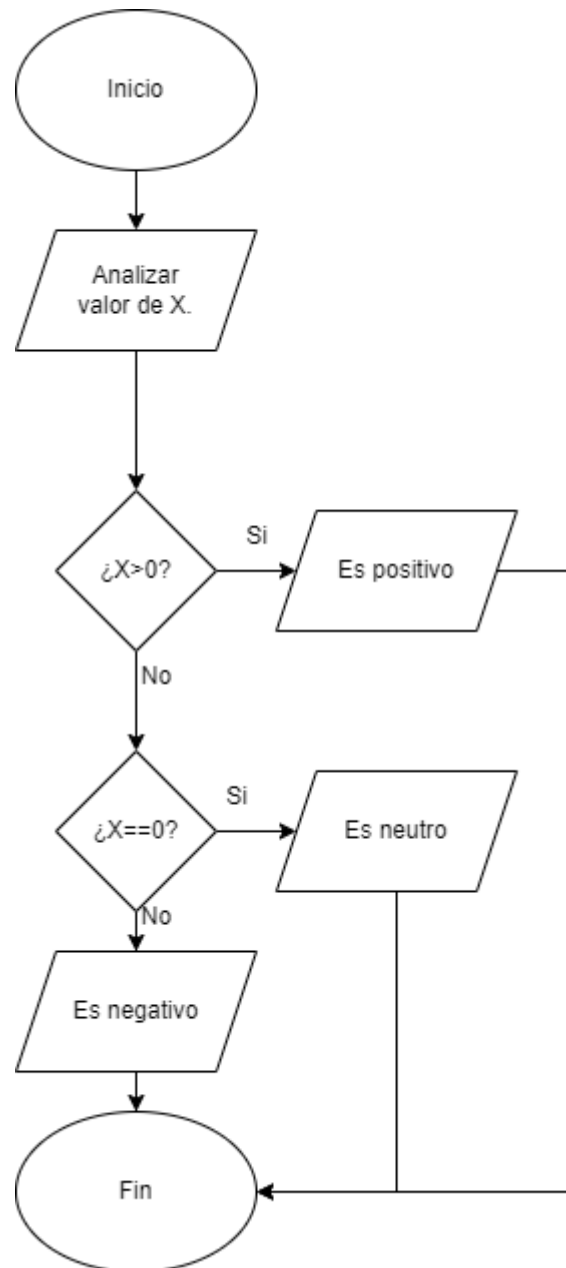 Inicio
Analizar
valor de X.
¿X>0?
Si
Es positivo
No
¿X==0?
Si
Es neutro
No
Es negativo
Fin